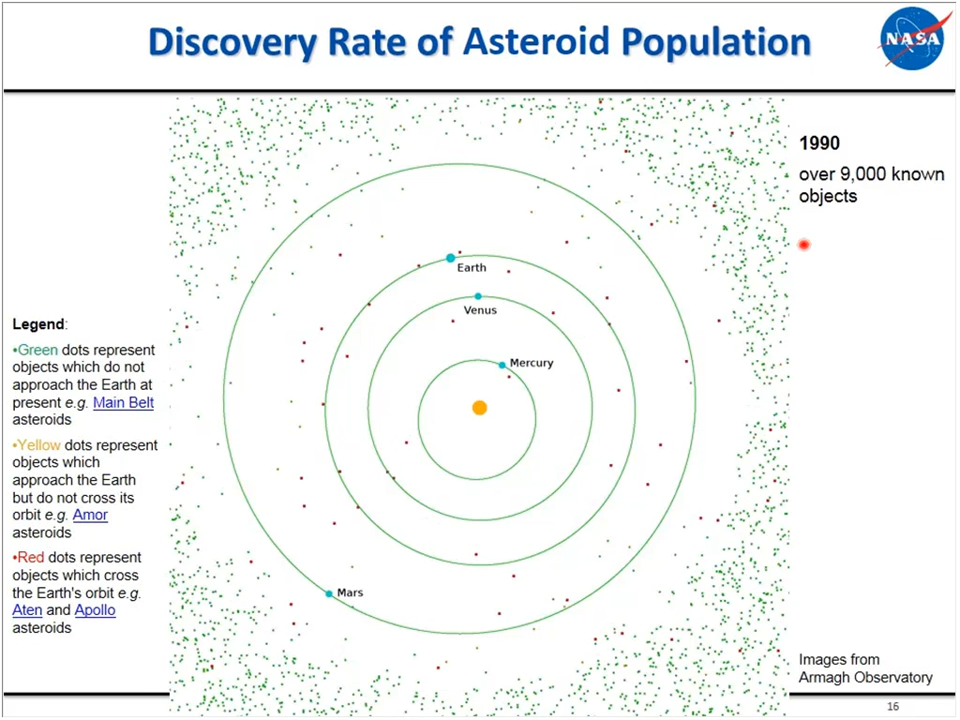 Discovery Rate of Asteroid Population
NASA
1990
over 9,000 known
objects
Earth
Venus
Mercury
Mars
Legend:
•Green dots represent
objects which do not
approach the Earth at
present e.g. Main Belt
asteroids
•Yellow dots represent
objects which
approach the Earth
but do not cross its
orbit e.g. Amor
asteroids
•Red dots represent
objects which cross
the Earth's orbit e.g.
Aten and Apollo
asteroids
Images from
Armagh Observatory
16